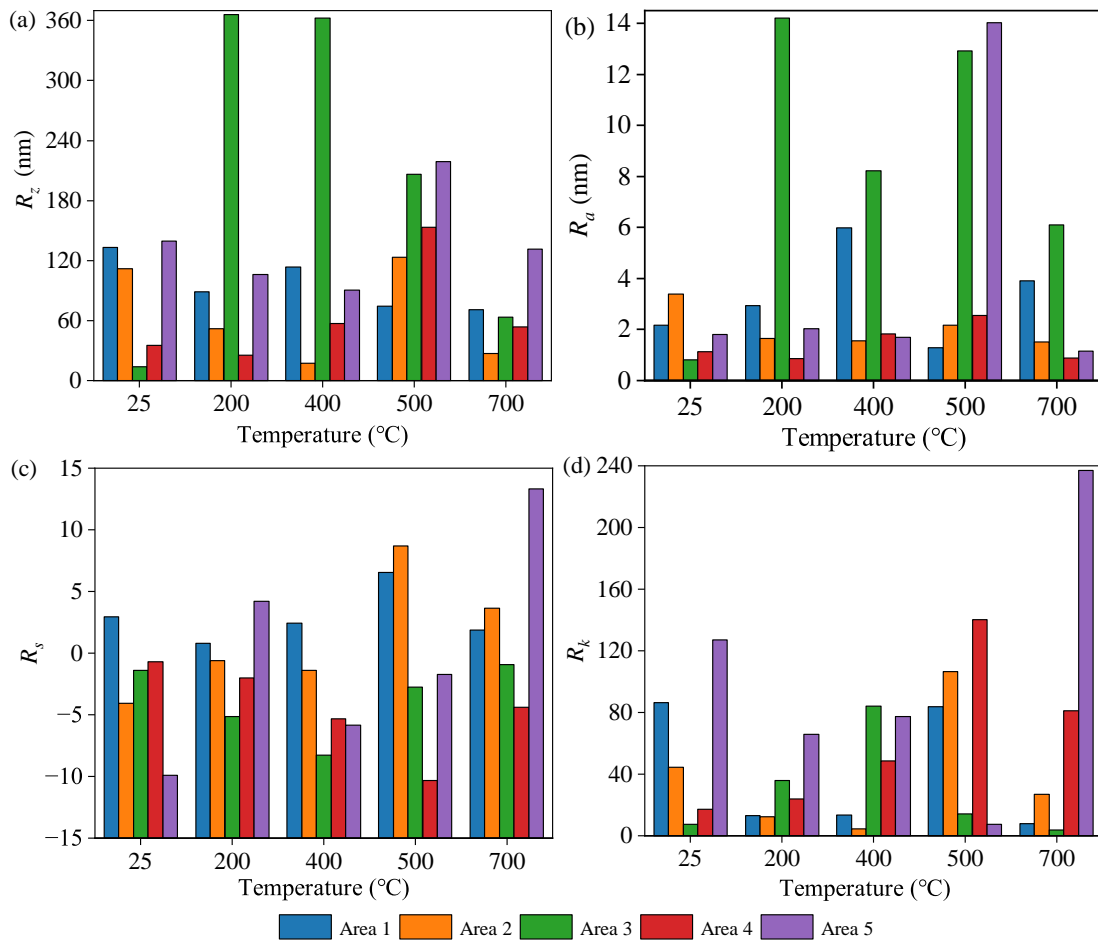 (a)
360
300
240
180
120
60
0
R_z (nm)
25 200 400 500 700
Temperature (℃)
(b)
14
12
10
8
6
4
2
0
R_a (nm)
25 200 400 500 700
Temperature (℃)
(c)
15
10
5
0
−5
−10
−15
R_s
25 200 400 500 700
Temperature (℃)
(d)
240
200
160
120
80
40
0
R_k
25 200 400 500 700
Temperature (℃)
Area 1 Area 2 Area 3 Area 4 Area 5